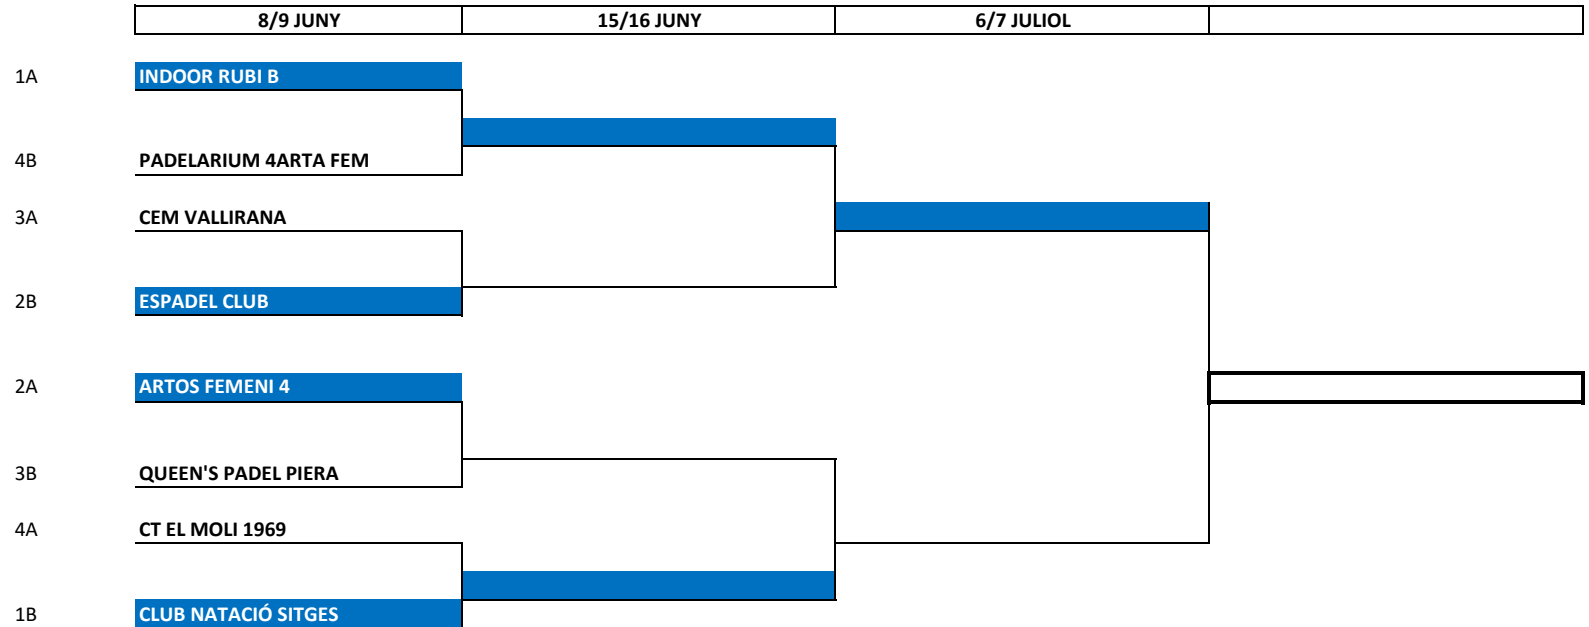 8/9 JUNY 15/16 JUNY 6/7 JULIOL
1A INDOOR RUBI B
4B PADELARIUM 4ARTA FEM
3A CEM VALLIRANA
2B ESPADEL CLUB
2A ARTOS FEMENI 4
3B QUEEN'S PADEL PIERA
4A CT EL MOLI 1969
1B CLUB NATACIÓ SITGES